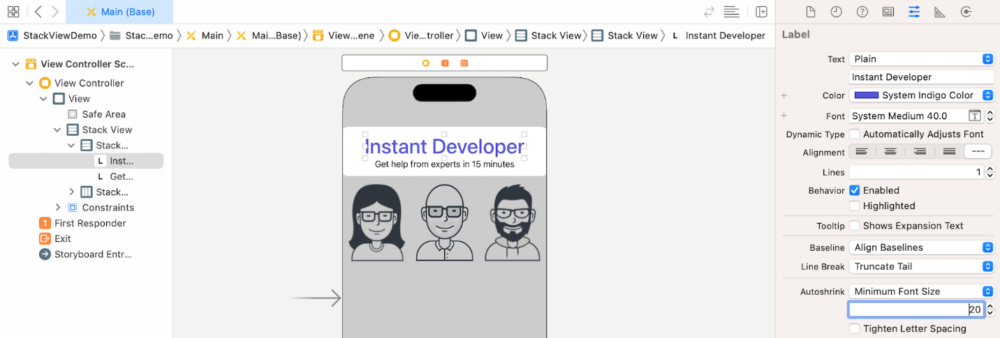 Main (Base)
StackViewDemo Stac...emo Main Mai...Base) View...ene Vie...troller View Stack View Stack View L Instant Developer
View Controller Sc...
View Controller
View
Safe Area
Stack View
Stack...
L Inst...
L Get...
Stack...
Constraints
1 First Responder
Exit
Storyboard Entr...
1
Instant Developer
Get help from experts in 15 minutes
Label
Text Plain
Instant Developer
+ Color System Indigo Color
+ Font System Medium 40.0 T
Dynamic Type Automatically Adjusts Font
Alignment ---
Lines 1
Behavior Enabled
Highlighted
Tooltip Shows Expansion Text
Baseline Align Baselines
Line Break Truncate Tail
Autoshrink Minimum Font Size
20
Tighten Letter Spacing